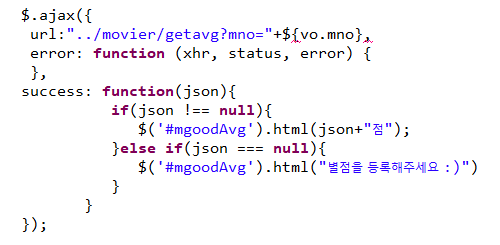 $.ajax({
url:"../movier/getavg?mno="+${vo.mno},
error: function (xhr, status, error) {
},
success: function(json){
if(json !== null){
$('#mgoodAvg').html(json+"점");
}else if(json === null){
$('#mgoodAvg').html("별점을 등록해주세요 :)")
}
}
});